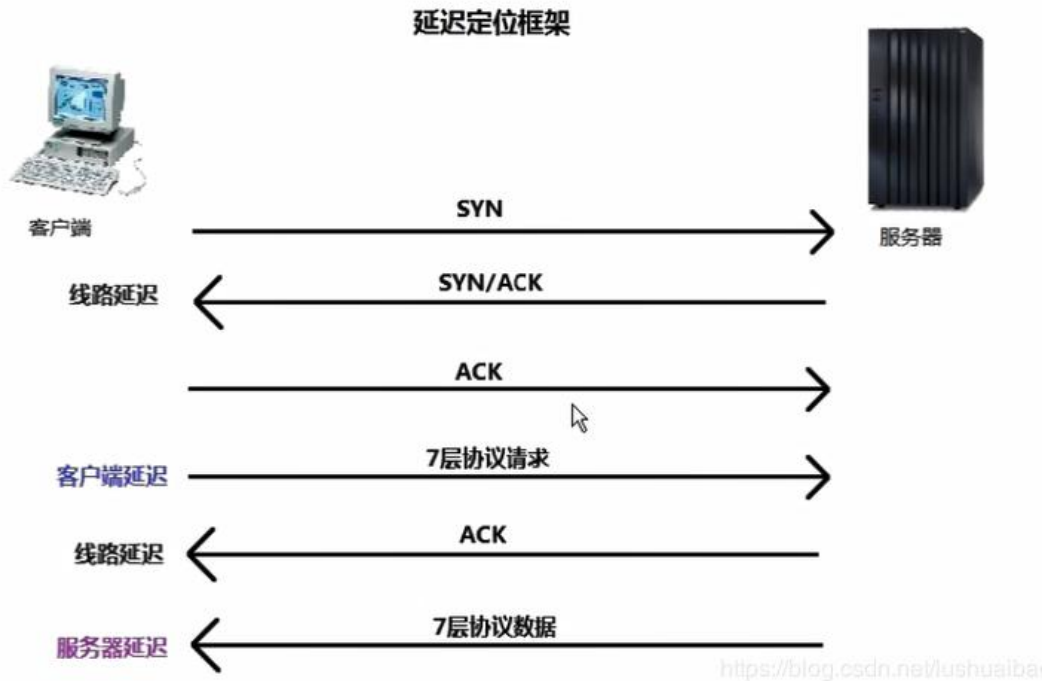 延迟定位框架
客户端
服务器
SYN
线路延迟
SYN/ACK
ACK
客户端延迟
7层协议请求
线路延迟
ACK
服务器延迟
7层协议数据
https://blog.csdn.net/lushuaibao